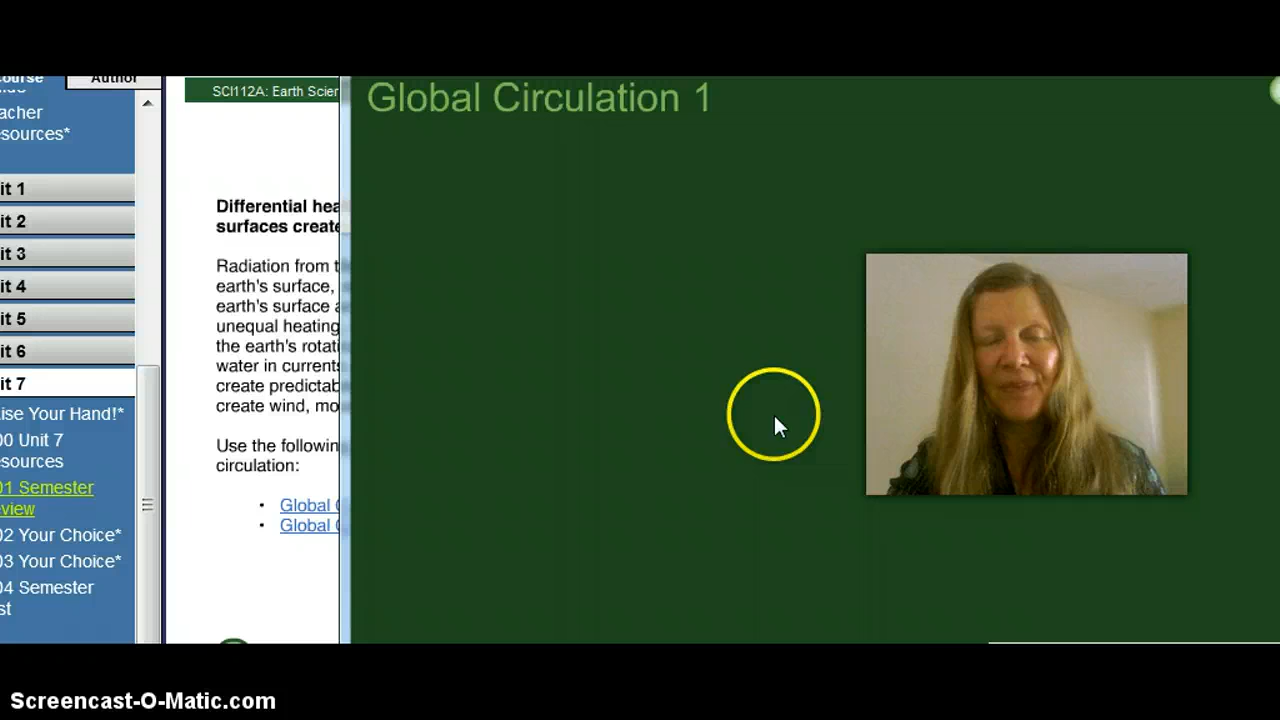 Course
Author
acher
sources*
it 1
it 2
it 3
it 4
it 5
it 6
it 7
ise Your Hand!*
00 Unit 7
esources
01 Semester
view
02 Your Choice*
03 Your Choice*
04 Semester
st
SCI112A: Earth Scier
Differential hea
surfaces create
Radiation from t
earth's surface,
earth's surface a
unequal heating
the earth's rotati
water in currents
create predictab
create wind, mo
Use the following
circulation:
• Global C
• Global C
Global Circulation 1
Screencast-O-Matic.com